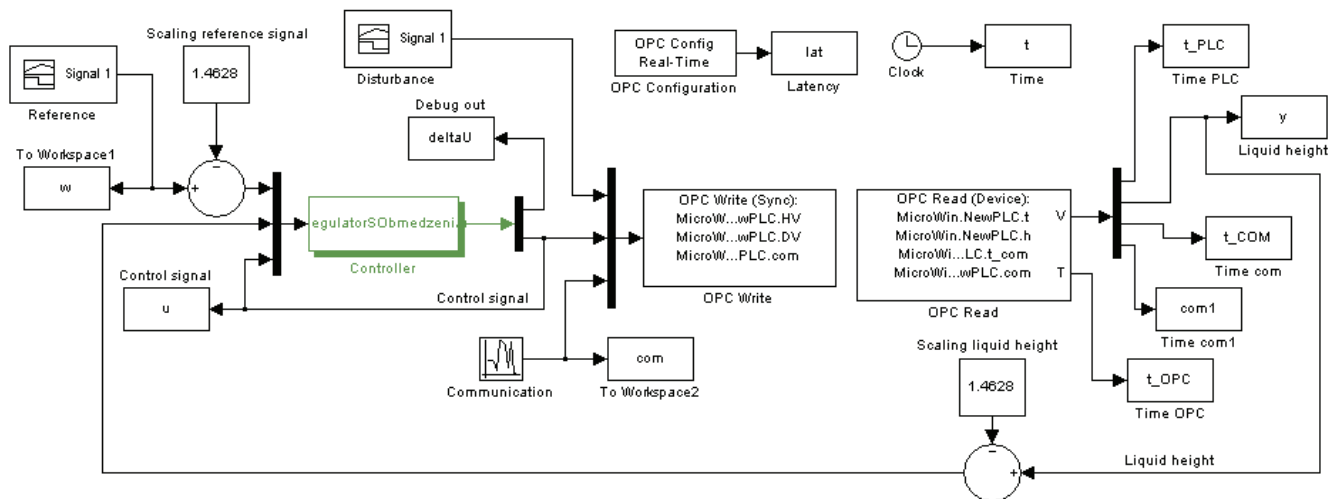 Scaling reference signal
1.4628
Signal 1
Reference
To Workspace1
w
−
+
Signal 1
Disturbance
Debug out
deltaU
OPC Config
Real-Time
OPC Configuration
lat
Latency
Clock
t
Time
t_PLC
Time PLC
y
Liquid height
egulatorSObmedzeni
Controller
Control signal
u
Control signal
OPC Write (Sync):
MicroW...wPLC.HV
MicroW...wPLC.DV
MicroW...PLC.com
OPC Write
OPC Read (Device):
MicroWin.NewPLC.t
MicroWin.NewPLC.h
MicroWi...LC.t_com
MicroWi...wPLC.com
V
T
OPC Read
t_COM
Time com
com1
Time com1
t_OPC
Time OPC
Communication
com
To Workspace2
Scaling liquid height
1.4628
−
+
Liquid height